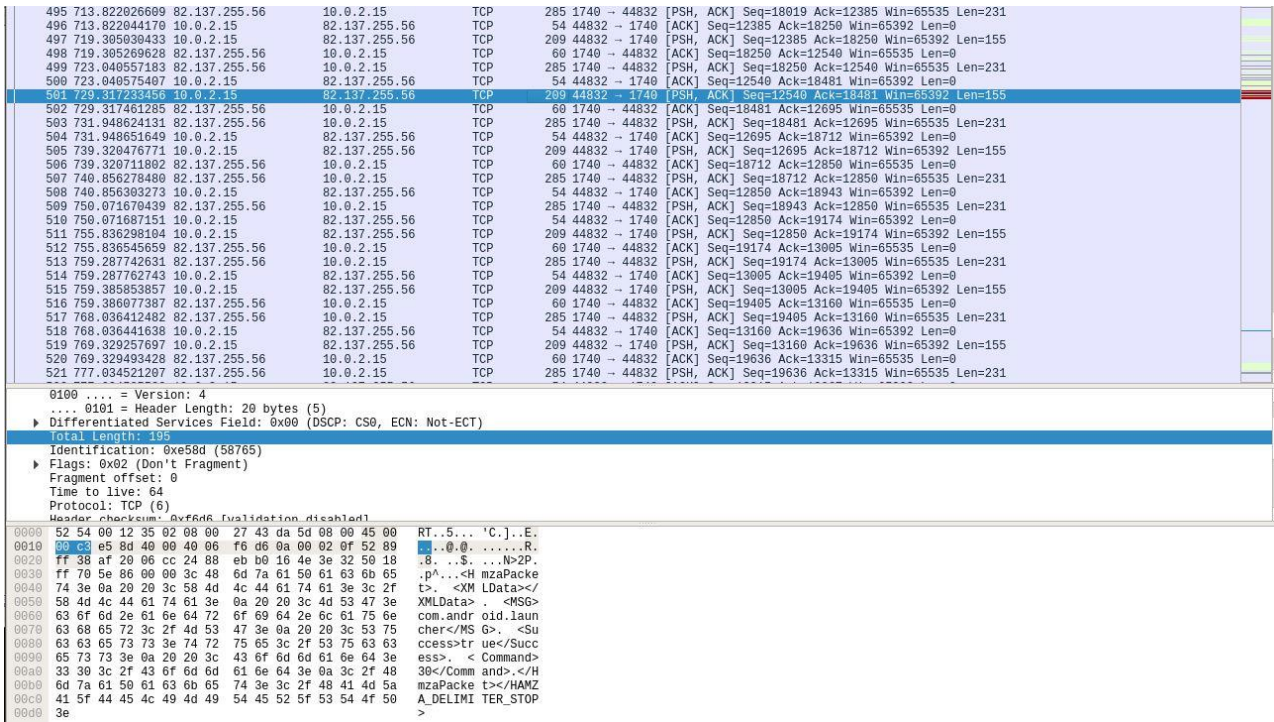 495 713.822026609 82.137.255.56 10.0.2.15 TCP 285 1740 → 44832 [PSH, ACK] Seq=18019 Ack=12385 Win=65535 Len=231
496 713.822044170 10.0.2.15 82.137.255.56 TCP 54 44832 → 1740 [ACK] Seq=12385 Ack=18250 Win=65392 Len=0
497 719.305030433 10.0.2.15 82.137.255.56 TCP 209 44832 → 1740 [PSH, ACK] Seq=12385 Ack=18250 Win=65392 Len=155
498 719.305269628 82.137.255.56 10.0.2.15 TCP 60 1740 → 44832 [ACK] Seq=18250 Ack=12540 Win=65535 Len=0
499 723.040557183 82.137.255.56 10.0.2.15 TCP 285 1740 → 44832 [PSH, ACK] Seq=18250 Ack=12540 Win=65535 Len=231
500 723.040575407 10.0.2.15 82.137.255.56 TCP 54 44832 → 1740 [ACK] Seq=12540 Ack=18481 Win=65392 Len=0
501 729.317233456 10.0.2.15 82.137.255.56 TCP 209 44832 → 1740 [PSH, ACK] Seq=12540 Ack=18481 Win=65392 Len=155
502 729.317461285 82.137.255.56 10.0.2.15 TCP 60 1740 → 44832 [ACK] Seq=18481 Ack=12695 Win=65535 Len=0
503 731.948624131 82.137.255.56 10.0.2.15 TCP 285 1740 → 44832 [PSH, ACK] Seq=18481 Ack=12695 Win=65535 Len=231
504 731.948651649 10.0.2.15 82.137.255.56 TCP 54 44832 → 1740 [ACK] Seq=12695 Ack=18712 Win=65392 Len=0
505 739.320476771 10.0.2.15 82.137.255.56 TCP 209 44832 → 1740 [PSH, ACK] Seq=12695 Ack=18712 Win=65392 Len=155
506 739.320711802 82.137.255.56 10.0.2.15 TCP 60 1740 → 44832 [ACK] Seq=18712 Ack=12850 Win=65535 Len=0
507 740.856278480 82.137.255.56 10.0.2.15 TCP 285 1740 → 44832 [PSH, ACK] Seq=18712 Ack=12850 Win=65535 Len=231
508 740.856303273 10.0.2.15 82.137.255.56 TCP 54 44832 → 1740 [ACK] Seq=12850 Ack=18943 Win=65392 Len=0
509 750.071670439 82.137.255.56 10.0.2.15 TCP 285 1740 → 44832 [PSH, ACK] Seq=18943 Ack=12850 Win=65535 Len=231
510 750.071687151 10.0.2.15 82.137.255.56 TCP 54 44832 → 1740 [ACK] Seq=12850 Ack=19174 Win=65392 Len=0
511 755.836298104 10.0.2.15 82.137.255.56 TCP 209 44832 → 1740 [PSH, ACK] Seq=12850 Ack=19174 Win=65392 Len=155
512 755.836545659 82.137.255.56 10.0.2.15 TCP 60 1740 → 44832 [ACK] Seq=19174 Ack=13005 Win=65535 Len=0
513 759.287742631 82.137.255.56 10.0.2.15 TCP 285 1740 → 44832 [PSH, ACK] Seq=19174 Ack=13005 Win=65535 Len=231
514 759.287762743 10.0.2.15 82.137.255.56 TCP 54 44832 → 1740 [ACK] Seq=13005 Ack=19405 Win=65392 Len=0
515 759.385853857 10.0.2.15 82.137.255.56 TCP 209 44832 → 1740 [PSH, ACK] Seq=13005 Ack=19405 Win=65392 Len=155
516 759.386077387 82.137.255.56 10.0.2.15 TCP 60 1740 → 44832 [ACK] Seq=19405 Ack=13160 Win=65535 Len=0
517 768.036412482 82.137.255.56 10.0.2.15 TCP 285 1740 → 44832 [PSH, ACK] Seq=19405 Ack=13160 Win=65535 Len=231
518 768.036441638 10.0.2.15 82.137.255.56 TCP 54 44832 → 1740 [ACK] Seq=13160 Ack=19636 Win=65392 Len=0
519 769.329257697 10.0.2.15 82.137.255.56 TCP 209 44832 → 1740 [PSH, ACK] Seq=13160 Ack=19636 Win=65392 Len=155
520 769.329493428 82.137.255.56 10.0.2.15 TCP 60 1740 → 44832 [ACK] Seq=19636 Ack=13315 Win=65535 Len=0
521 777.034521207 82.137.255.56 10.0.2.15 TCP 285 1740 → 44832 [PSH, ACK] Seq=19636 Ack=13315 Win=65535 Len=231
0100 .... = Version: 4
.... 0101 = Header Length: 20 bytes (5)
Differentiated Services Field: 0x00 (DSCP: CS0, ECN: Not-ECT)
Total Length: 195
Identification: 0xe58d (58765)
Flags: 0x02 (Don't Fragment)
Fragment offset: 0
Time to live: 64
Protocol: TCP (6)
Header checksum: 0xf6d6 [validation disabled]
0000 52 54 00 12 35 02 08 00 27 43 da 5d 08 00 45 00 RT..5... 'C.]..E.
0010 00 c3 e5 8d 40 00 40 06 f6 d6 0a 00 02 0f 52 89 ....@.@. ......R.
0020 ff 38 af 20 06 cc 24 88 eb b0 16 4e 3e 32 50 18 .8. ..$. ...N>2P.
0030 ff 70 5e 86 00 00 3c 48 6d 7a 61 50 61 63 6b 65 .p^...<H mzaPacke
0040 74 3e 0a 20 20 3c 58 4d 4c 44 61 74 61 3e 3c 2f t>.  <XM LData></
0050 58 4d 4c 44 61 74 61 3e 0a 20 20 3c 4d 53 47 3e XMLData> .  <MSG>
0060 63 6f 6d 2e 61 6e 64 72 6f 69 64 2e 6c 61 75 6e com.andr oid.laun
0070 63 68 65 72 3c 2f 4d 53 47 3e 0a 20 20 3c 53 75 cher</MS G>.  <Su
0080 63 63 65 73 73 3e 74 72 75 65 3c 2f 53 75 63 63 ccess>tr ue</Succ
0090 65 73 73 3e 0a 20 20 3c 43 6f 6d 6d 61 6e 64 3e ess>.  < Command>
00a0 33 30 3c 2f 43 6f 6d 6d 61 6e 64 3e 0a 3c 2f 48 30</Comm and>.</H
00b0 6d 7a 61 50 61 63 6b 65 74 3e 3c 2f 48 41 4d 5a mzaPacke t></HAMZ
00c0 41 5f 44 45 4c 49 4d 49 54 45 52 5f 53 54 4f 50 A_DELIMI TER_STOP
00d0 3e >